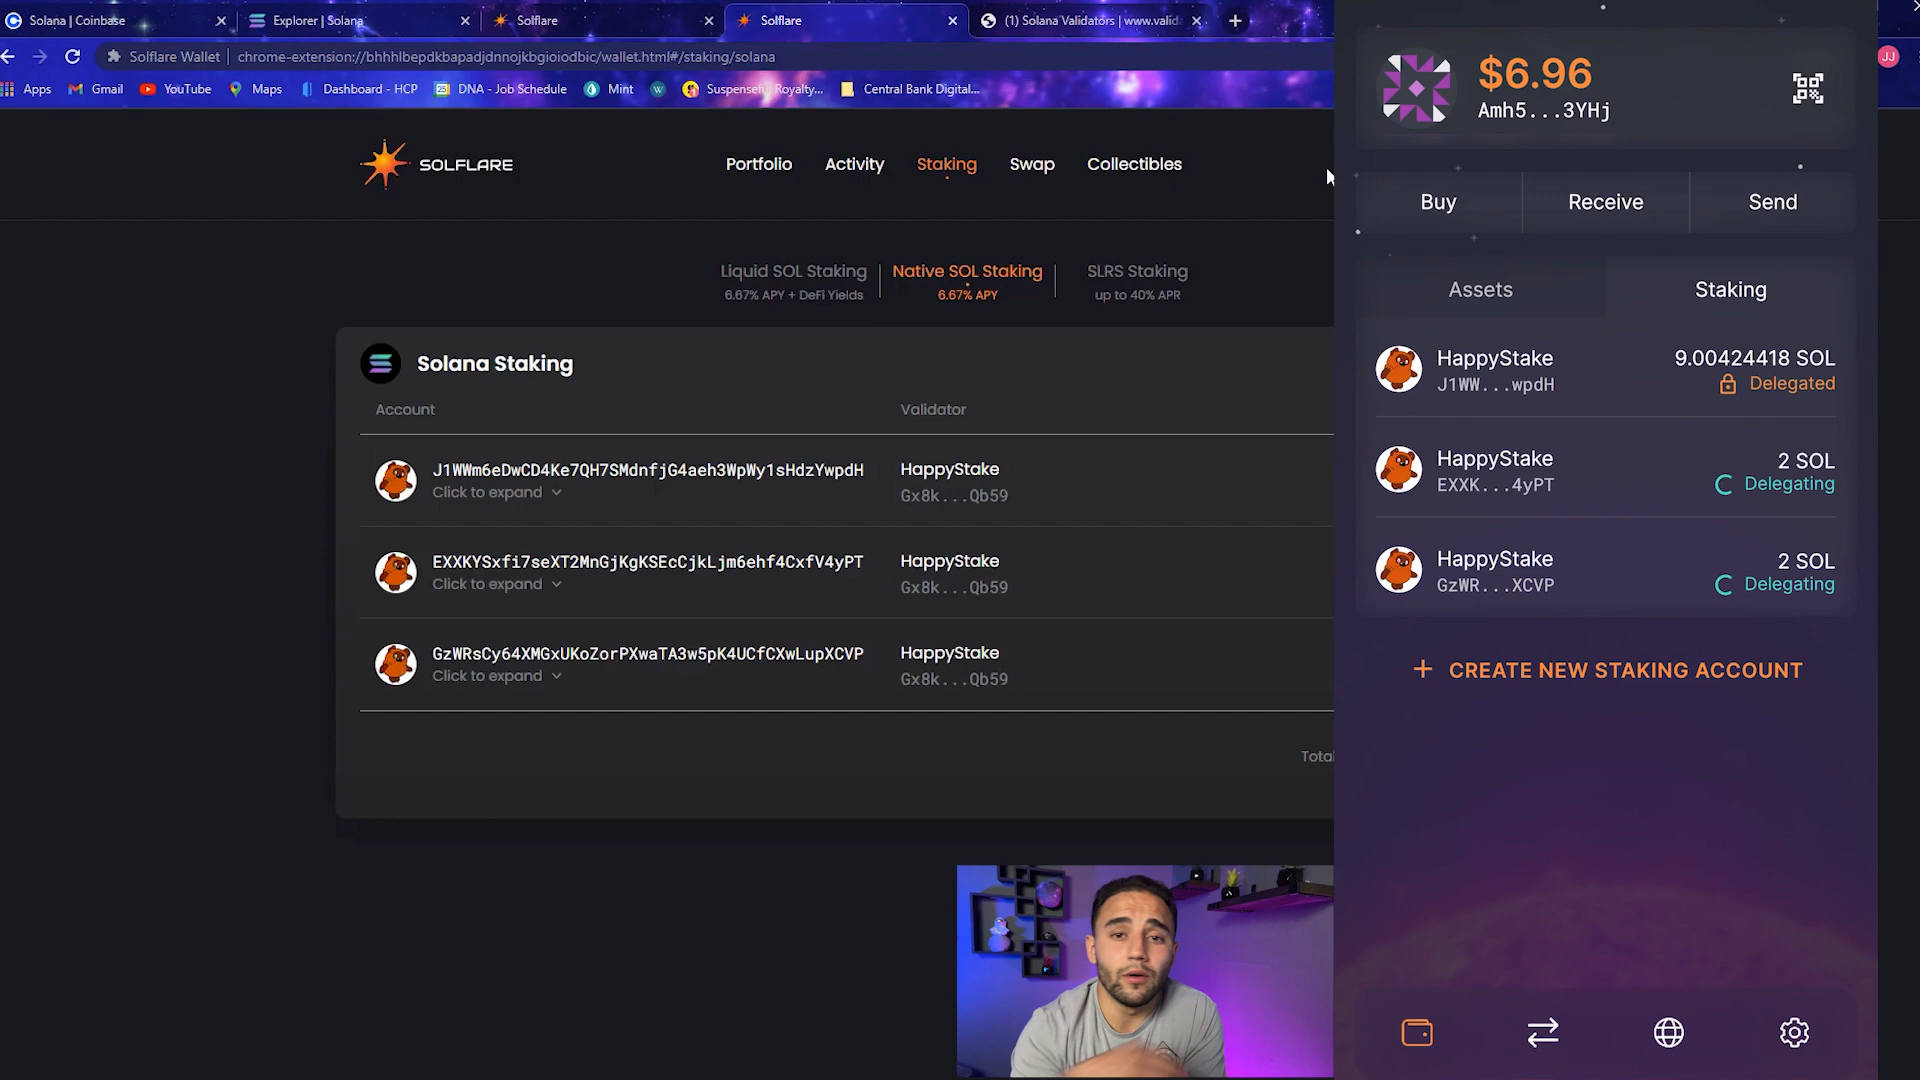 Solana | Coinbase
Explorer | Solana
Solflare
Solflare
(1) Solana Validators | www.valid
Solflare Wallet
chrome-extension://bhhhlbepdkbapadjdnnojkbgioiodbic/wallet.html#/staking/solana
JJ
Apps
Gmail
YouTube
Maps
Dashboard - HCP
25
DNA - Job Schedule
Mint
W
Suspenseful Royalty...
Central Bank Digital...
SOLFLARE
Portfolio
Activity
Staking
Swap
Collectibles
Liquid SOL Staking
6.67% APY + DeFi Yields
Native SOL Staking
6.67% APY
SLRS Staking
up to 40% APR
Solana Staking
Account
Validator
J1WWm6eDwCD4Ke7QH7SMdnfjG4aeh3WpWy1sHdzYwpdH
Click to expand
HappyStake
Gx8k...Qb59
EXXKYSxfi7seXT2MnGjKgKSEcCjkLjm6ehf4CxfV4yPT
Click to expand
HappyStake
Gx8k...Qb59
GzWRsCy64XMGxUKoZorPXwaTA3w5pK4UCfCXwLupXCVP
Click to expand
HappyStake
Gx8k...Qb59
Total
$6.96
Amh5...3YHj
Buy
Receive
Send
Assets
Staking
HappyStake
9.00424418 SOL
J1WW...wpdH
Delegated
HappyStake
2 SOL
EXXK...4yPT
Delegating
HappyStake
2 SOL
GzWR...XCVP
Delegating
+ CREATE NEW STAKING ACCOUNT